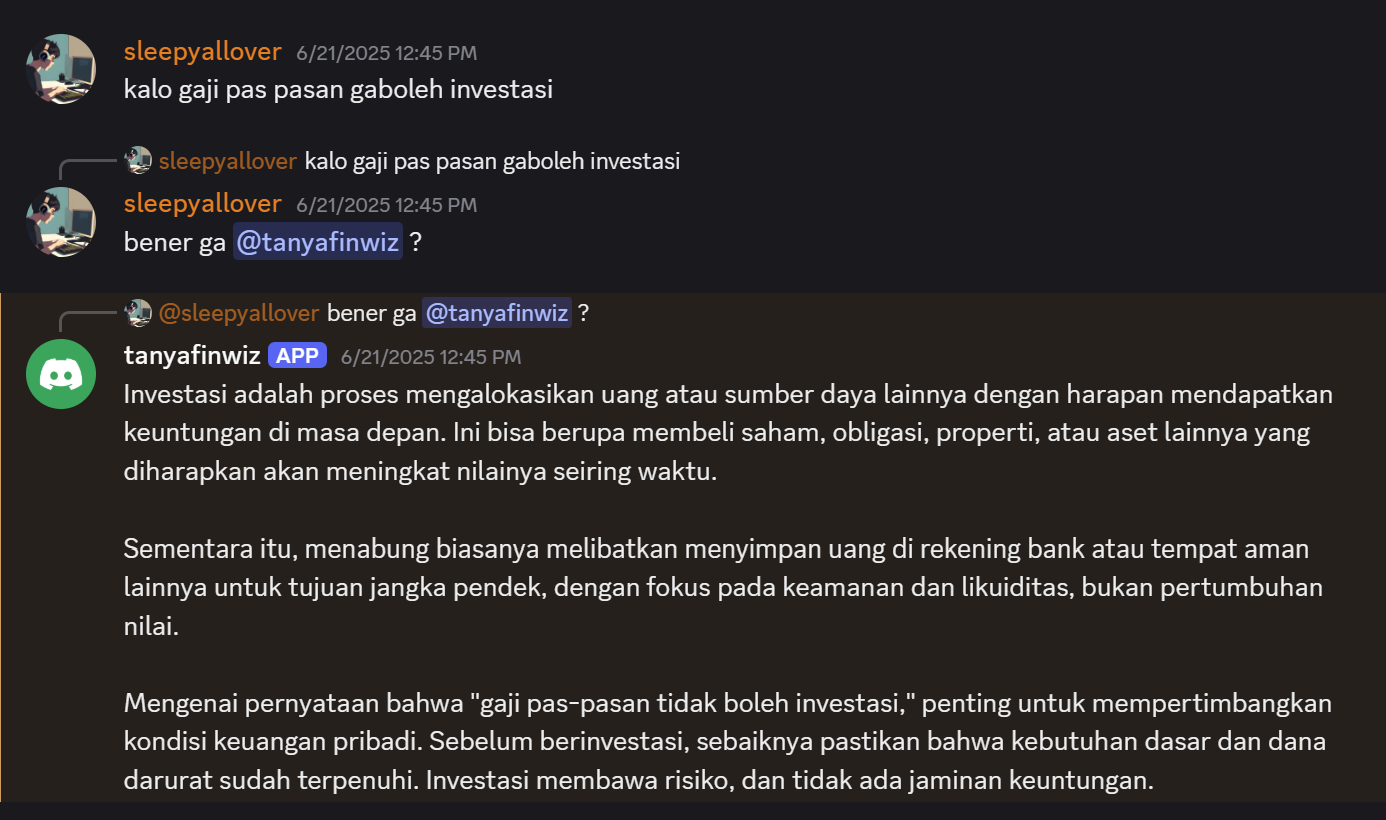 sleepyallover 6/21/2025 12:45 PM
kalo gaji pas pasan gaboleh investasi
sleepyallover kalo gaji pas pasan gaboleh investasi
sleepyallover 6/21/2025 12:45 PM
bener ga @tanyafinwiz ?
@sleepyallover bener ga @tanyafinwiz ?
tanyafinwiz APP 6/21/2025 12:45 PM
Investasi adalah proses mengalokasikan uang atau sumber daya lainnya dengan harapan mendapatkan
keuntungan di masa depan. Ini bisa berupa membeli saham, obligasi, properti, atau aset lainnya yang
diharapkan akan meningkat nilainya seiring waktu.
Sementara itu, menabung biasanya melibatkan menyimpan uang di rekening bank atau tempat aman
lainnya untuk tujuan jangka pendek, dengan fokus pada keamanan dan likuiditas, bukan pertumbuhan
nilai.
Mengenai pernyataan bahwa "gaji pas-pasan tidak boleh investasi," penting untuk mempertimbangkan
kondisi keuangan pribadi. Sebelum berinvestasi, sebaiknya pastikan bahwa kebutuhan dasar dan dana
darurat sudah terpenuhi. Investasi membawa risiko, dan tidak ada jaminan keuntungan.